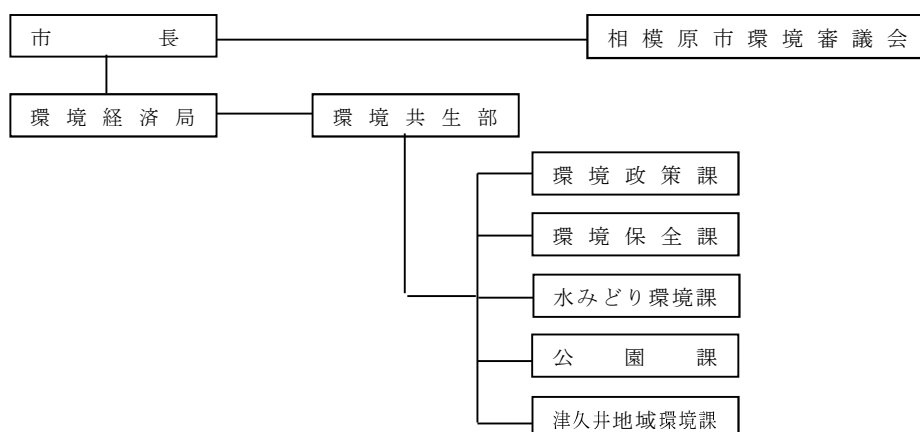 市長
相模原市環境審議会
環境経済局
環境共生部
環境政策課
環境保全課
水みどり環境課
公園課
津久井地域環境課